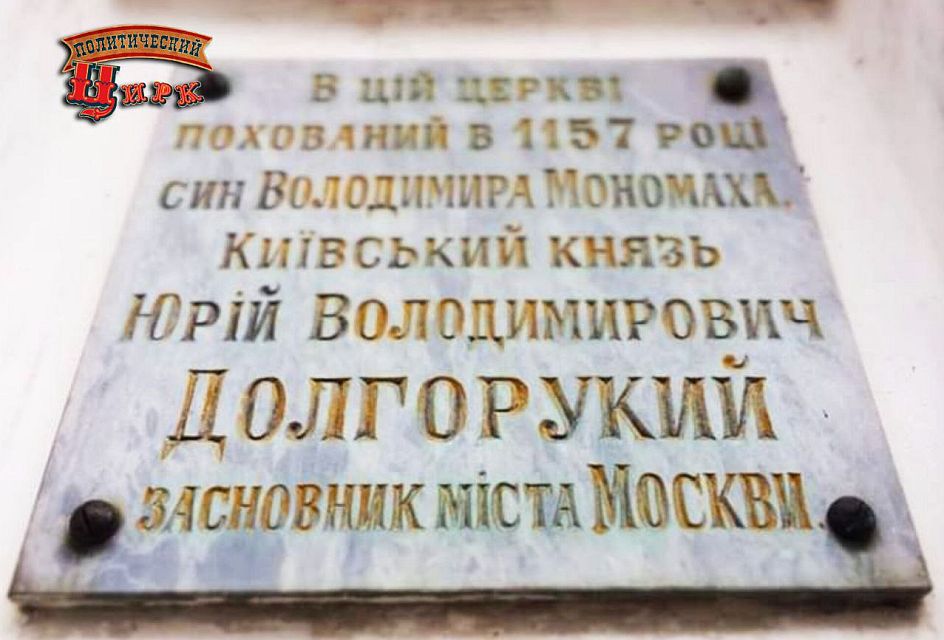 ПОЛИТИЧЕСКИЙ
ЦИРК
В ЦІЙ ЦЕРКВІ
ПОХОВАНИЙ В 1157 РОЦІ
СИН ВОЛОДИМИРА МОНОМАХА.
КИЇВСЬКИЙ КНЯЗЬ
ЮРІЙ ВОЛОДИМИРОВИЧ
ДОЛГОРУКИЙ
ЗАСНОВНИК МІСТА МОСКВИ.